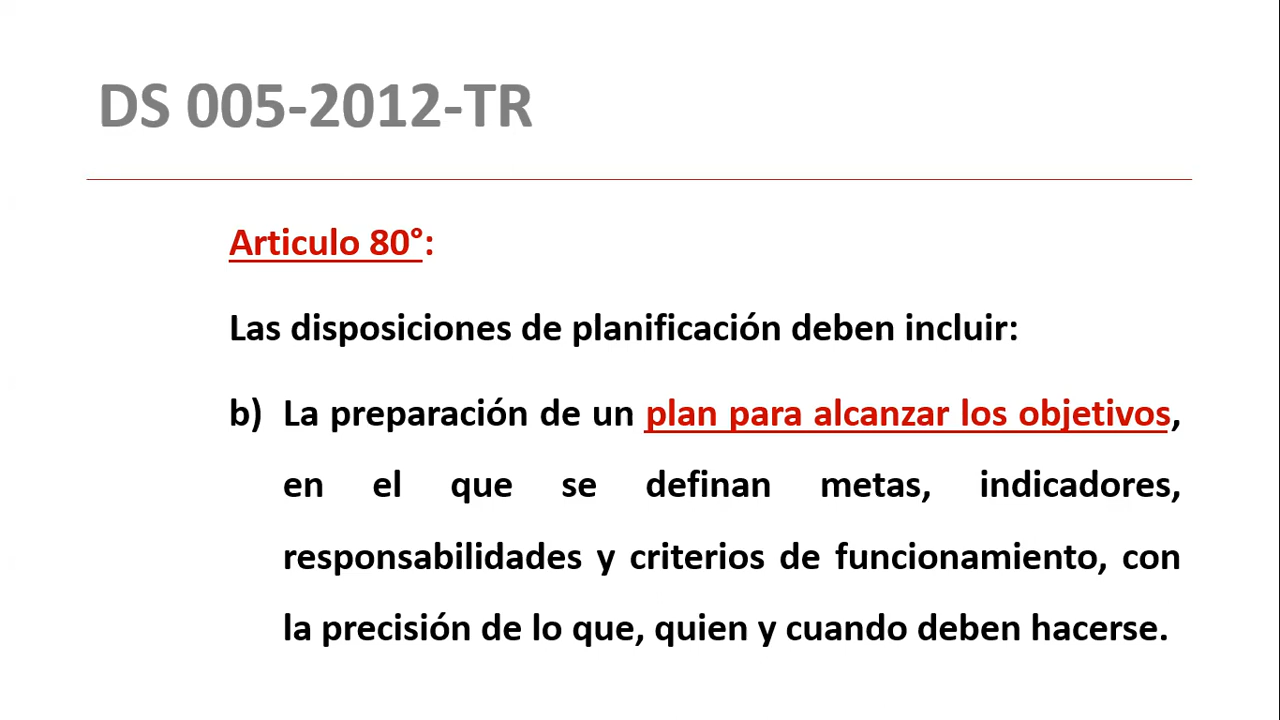 DS 005-2012-TR
Articulo 80°:
Las disposiciones de planificación deben incluir:
b) La preparación de un plan para alcanzar los objetivos,
en el que se definan metas, indicadores,
responsabilidades y criterios de funcionamiento, con
la precisión de lo que, quien y cuando deben hacerse.